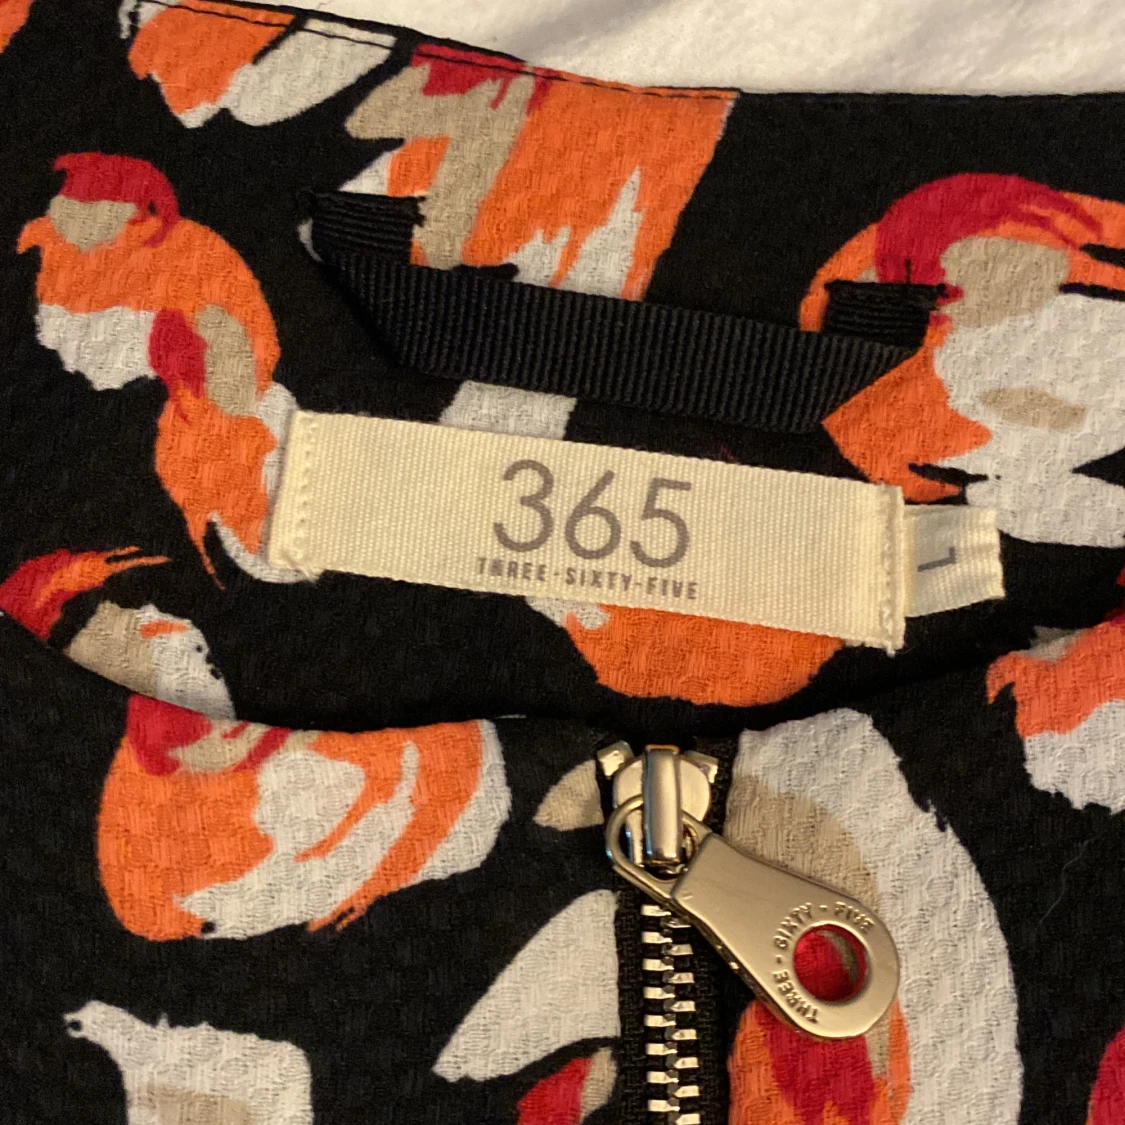 365
THREE-SIXTY-FIVE
L
THREE - SIXTY - FIVE